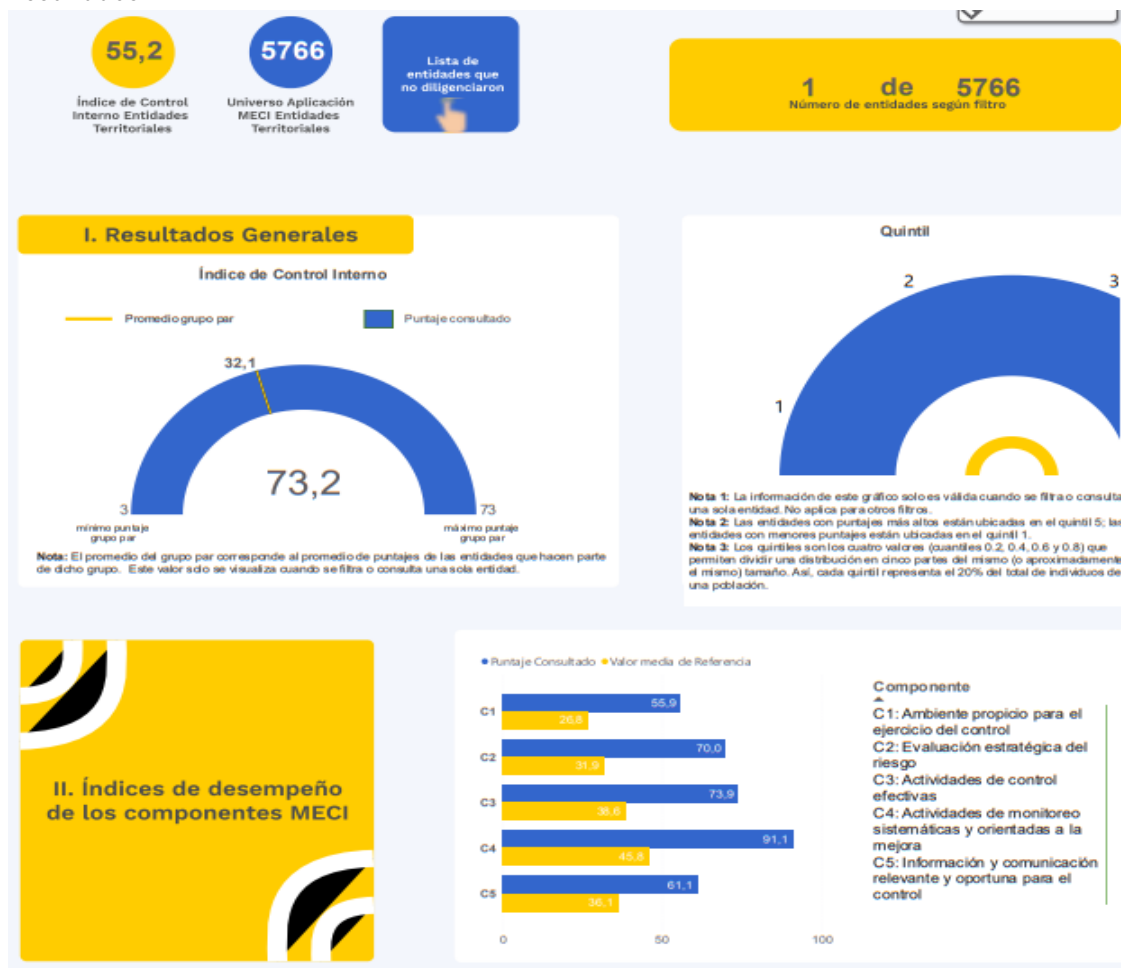 55,2
Índice de Control
Interno Entidades
Territoriales
5766
Universo Aplicación
MECI Entidades
Territoriales
Lista de
entidades que
no diligenciaron
1 de 5766
Número de entidades según filtro
I. Resultados Generales
Índice de Control Interno
Promedio grupo par
Puntaje consultado
32,1
73,2
3
mínimo puntaje
grupo par
73
máximo puntaje
grupo par
Nota: El promedio del grupo par corresponde al promedio de puntajes de las entidades que hacen parte
de dicho grupo. Este valor solo se visualiza cuando se filtra o consulta una sola entidad.
Quintil
1
2
3
Nota 1: La información de este gráfico solo es válida cuando se filtra o consulta
una sola entidad. No aplica para otros filtros.
Nota 2: Las entidades con puntajes más altos están ubicadas en el quintil 5; las
entidades con menores puntajes están ubicadas en el quintil 1.
Nota 3: Los quintiles son los cuatro valores (cuantiles 0.2, 0.4, 0.6 y 0.8) que
permiten dividir una distribución en cinco partes del mismo (o aproximadamente
el mismo) tamaño. Así, cada quintil representa el 20% del total de individuos de
una población.
II. Índices de desempeño
de los componentes MECI
Puntaje Consultado Valor media de Referencia
C1
55,9
26,8
C2
70,0
31,9
C3
73,9
38,6
C4
91,1
45,8
C5
61,1
36,1
0 50 100
Componente
C1: Ambiente propicio para el
ejercicio del control
C2: Evaluación estratégica del
riesgo
C3: Actividades de control
efectivas
C4: Actividades de monitoreo
sistemáticas y orientadas a la
mejora
C5: Información y comunicación
relevante y oportuna para el
control